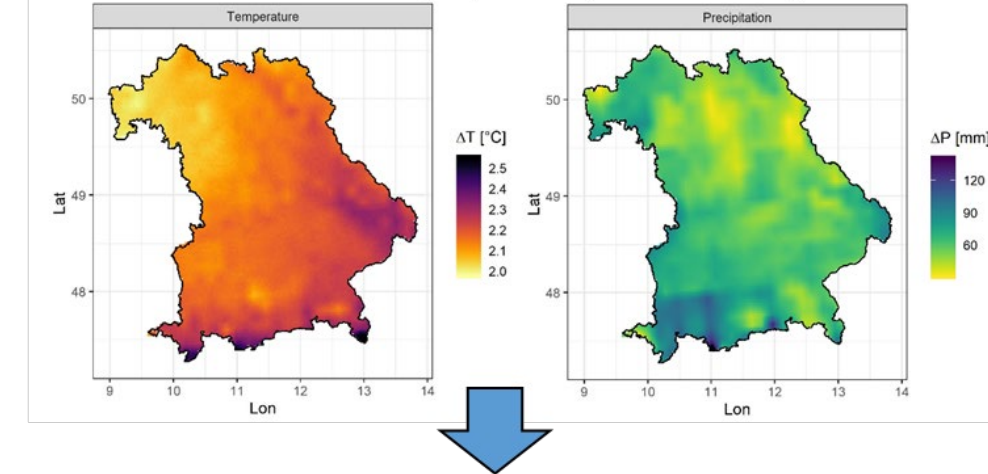 Temperature
50
49
48
Lat
9 10 11 12 13 14
Lon
ΔT [°C]
2.5
2.4
2.3
2.2
2.1
2.0
Precipitation
50
49
48
Lat
9 10 11 12 13 14
Lon
ΔP [mm]
120
90
60